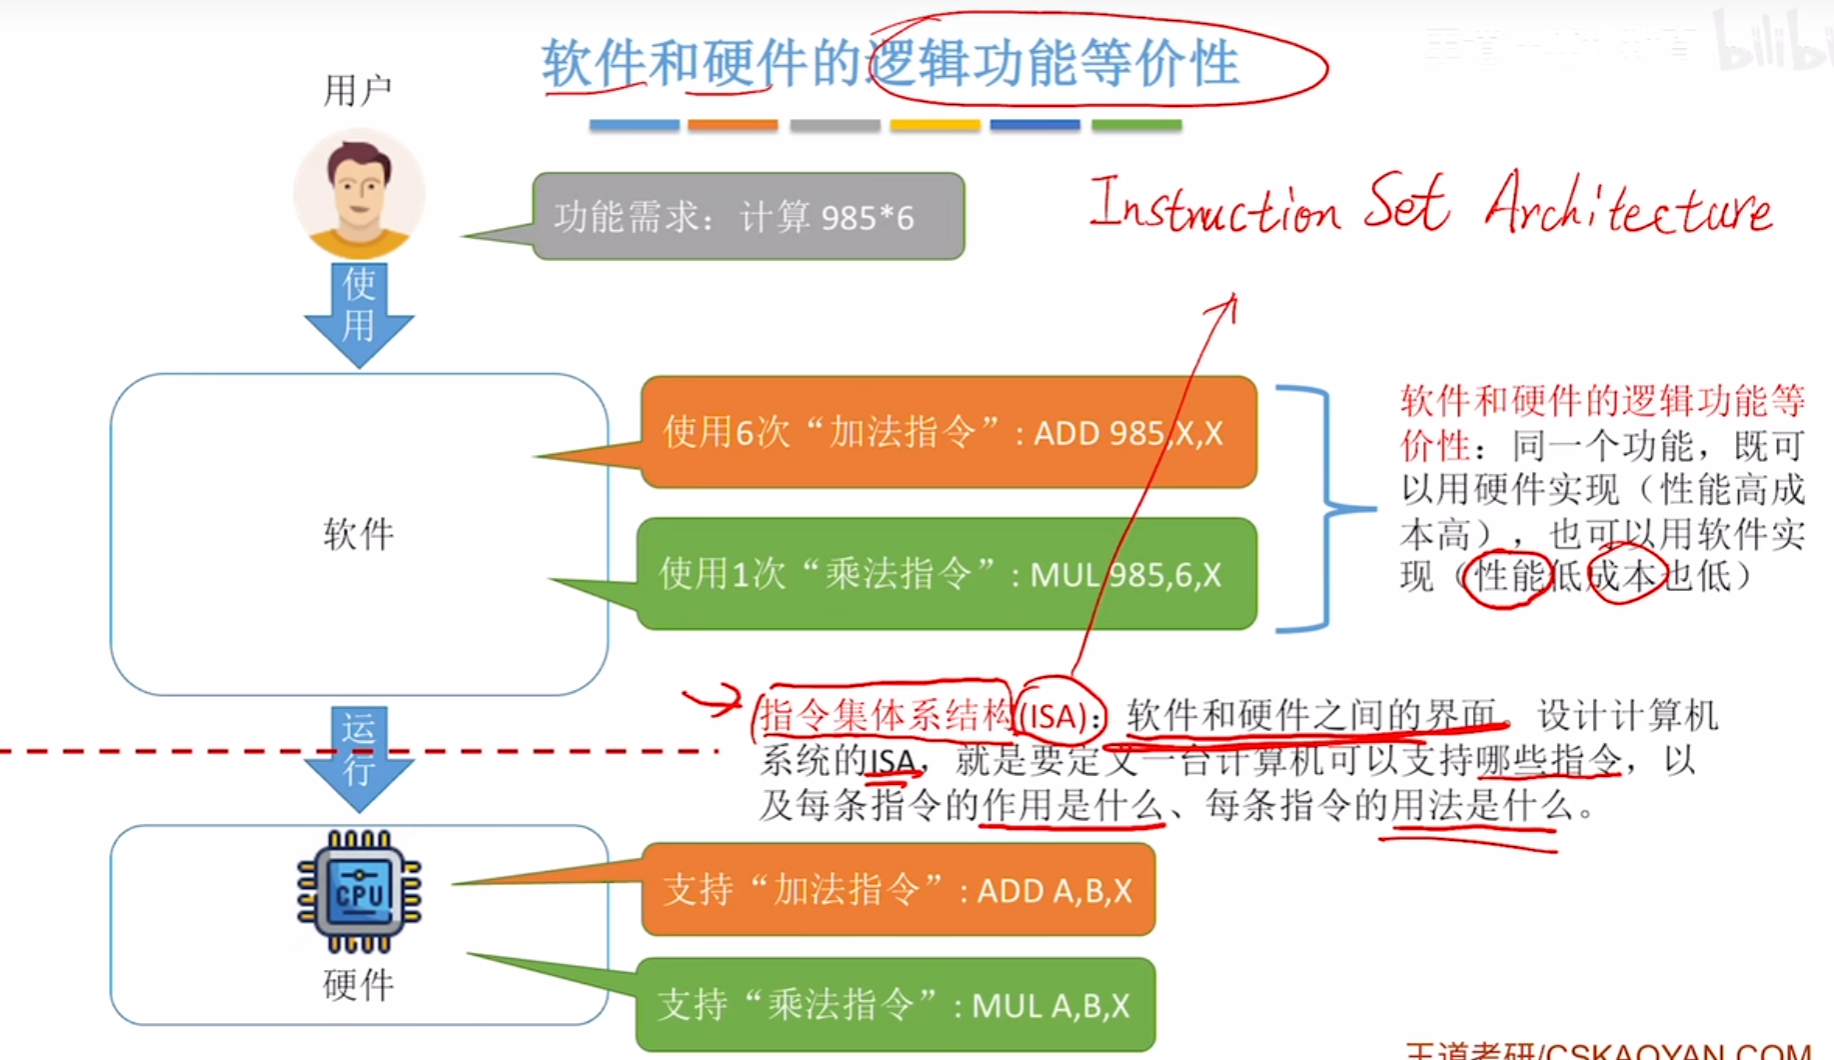 软件和硬件的逻辑功能等价性
bilibi
用户
功能需求：计算 985*6
Instruction Set Architecture
使
用
软件
使用6次“加法指令”: ADD 985,X,X
使用1次“乘法指令”: MUL 985,6,X
软件和硬件的逻辑功能等
价性：同一个功能，既可
以用硬件实现（性能高成
本高），也可以用软件实
现（性能低成本也低）
运
行
指令集体系结构(ISA)：软件和硬件之间的界面。设计计算机
系统的ISA，就是要定义一台计算机可以支持哪些指令，以
及每条指令的作用是什么、每条指令的用法是什么。
CPU
硬件
支持“加法指令”: ADD A,B,X
支持“乘法指令”: MUL A,B,X
王道考研/CSKAOYAN.COM